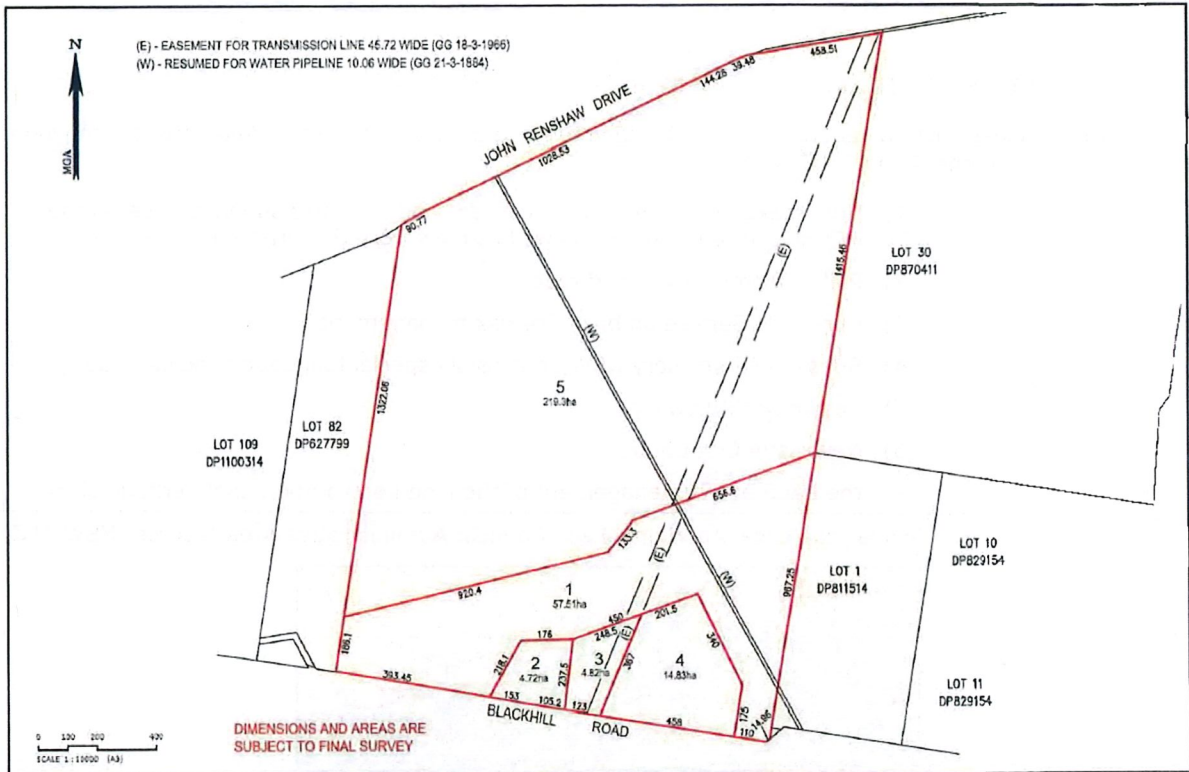 N
MGA
(E) - EASEMENT FOR TRANSMISSION LINE 45.72 WIDE (GG 18-3-1966)
(W) - RESUMED FOR WATER PIPELINE 10.06 WIDE (GG 21-3-1884)
JOHN RENSHAW DRIVE
90.77
1028.53
144.26
39.48
458.51
(E)
1415.46
LOT 30
DP870411
(W)
1322.06
5
219.3ha
LOT 109
DP1100314
LOT 82
DP627799
656.6
133.3
(E)
920.4
1
57.51ha
(W)
967.25
LOT 1
DP811514
LOT 10
DP829154
186.1
450
201.5
248.5
(E)
176
218.1
2
4.72ha
237.5
3
4.82ha
367
4
14.83ha
340
175
14.96
393.45
153
105.2
123
458
110
LOT 11
DP829154
BLACKHILL ROAD
DIMENSIONS AND AREAS ARE
SUBJECT TO FINAL SURVEY
0 100 200 400
SCALE 1:10000 (A3)